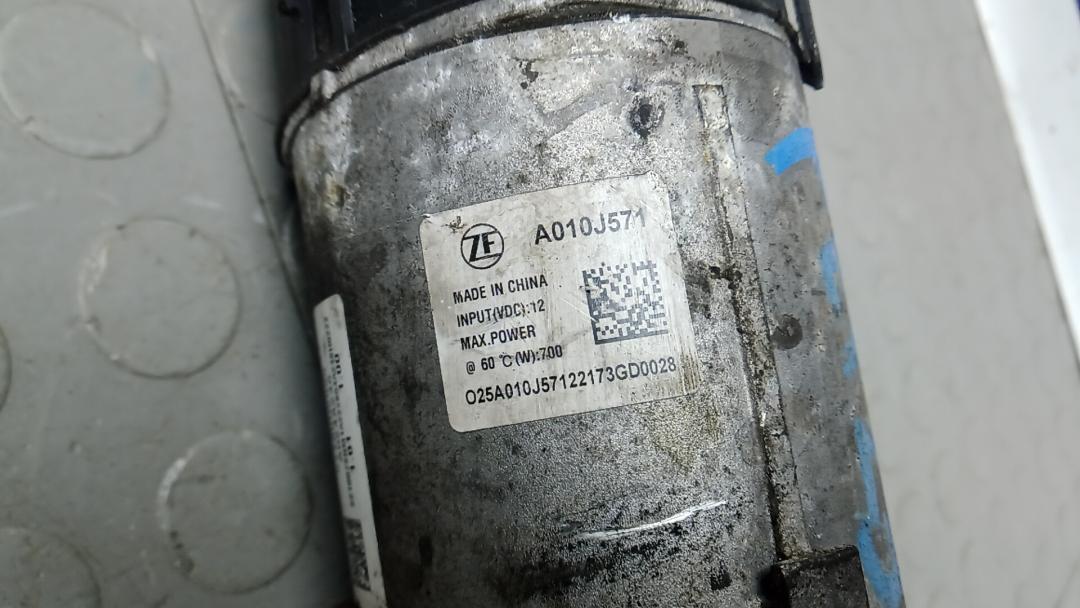 ZF A010J571
MADE IN CHINA
INPUT(VDC):12
MAX.POWER
@ 60 ℃ (W):700
O25A010J57122173GD0028